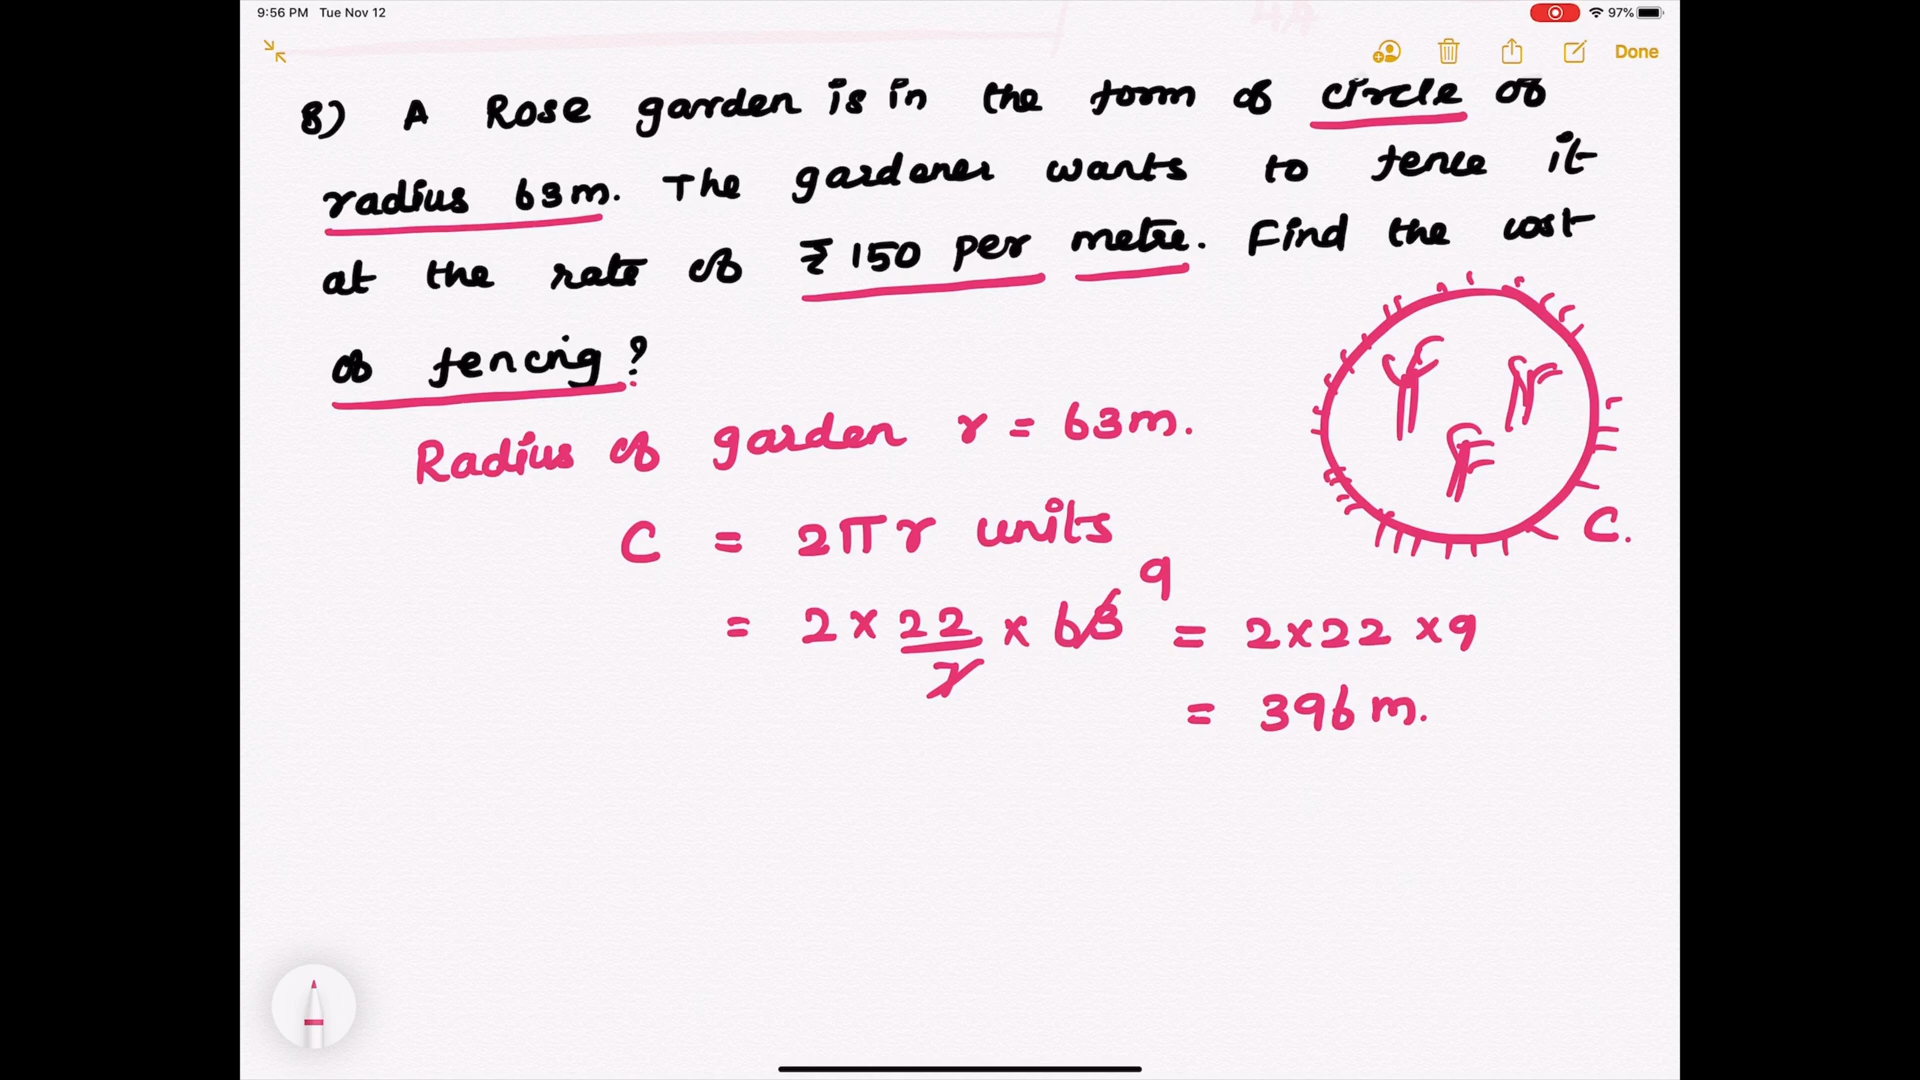 9:56 PM Tue Nov 12
97%
Done
8) A Rose garden is in the form of circle of
radius 63m. The gardener wants to fence it
at the rate of ₹ 150 per metre. Find the cost
of fencing?
Radius of garden r = 63m.
C = 2πr units
C.
9
= 2 × 22/7 × 63 = 2×22×9
= 396 m.